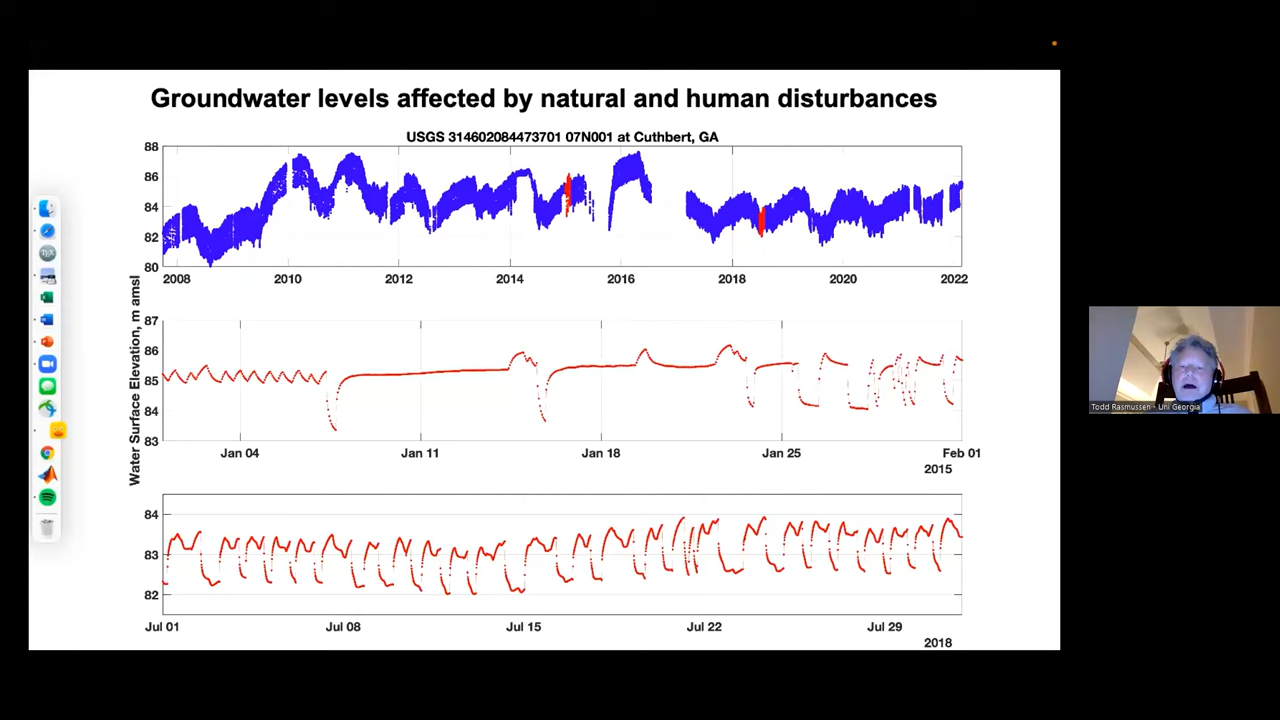 Groundwater levels affected by natural and human disturbances
USGS 314602084473701 07N001 at Cuthbert, GA
88
86
84
82
80
2008 2010 2012 2014 2016 2018 2020 2022
Water Surface Elevation, m amsl
87
86
85
84
83
Jan 04 Jan 11 Jan 18 Jan 25 Feb 01
2015
84
83
82
Jul 01 Jul 08 Jul 15 Jul 22 Jul 29
2018
TeX
Todd Rasmussen - Uni Georgia